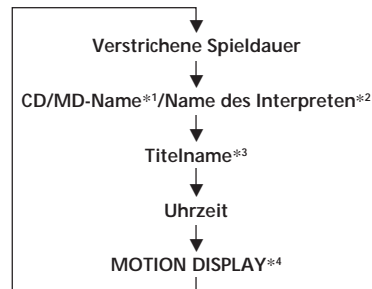 Verstrichene Spieldauer
CD/MD-Name*1/Name des Interpreten*2
Titelname*3
Uhrzeit
MOTION DISPLAY*4